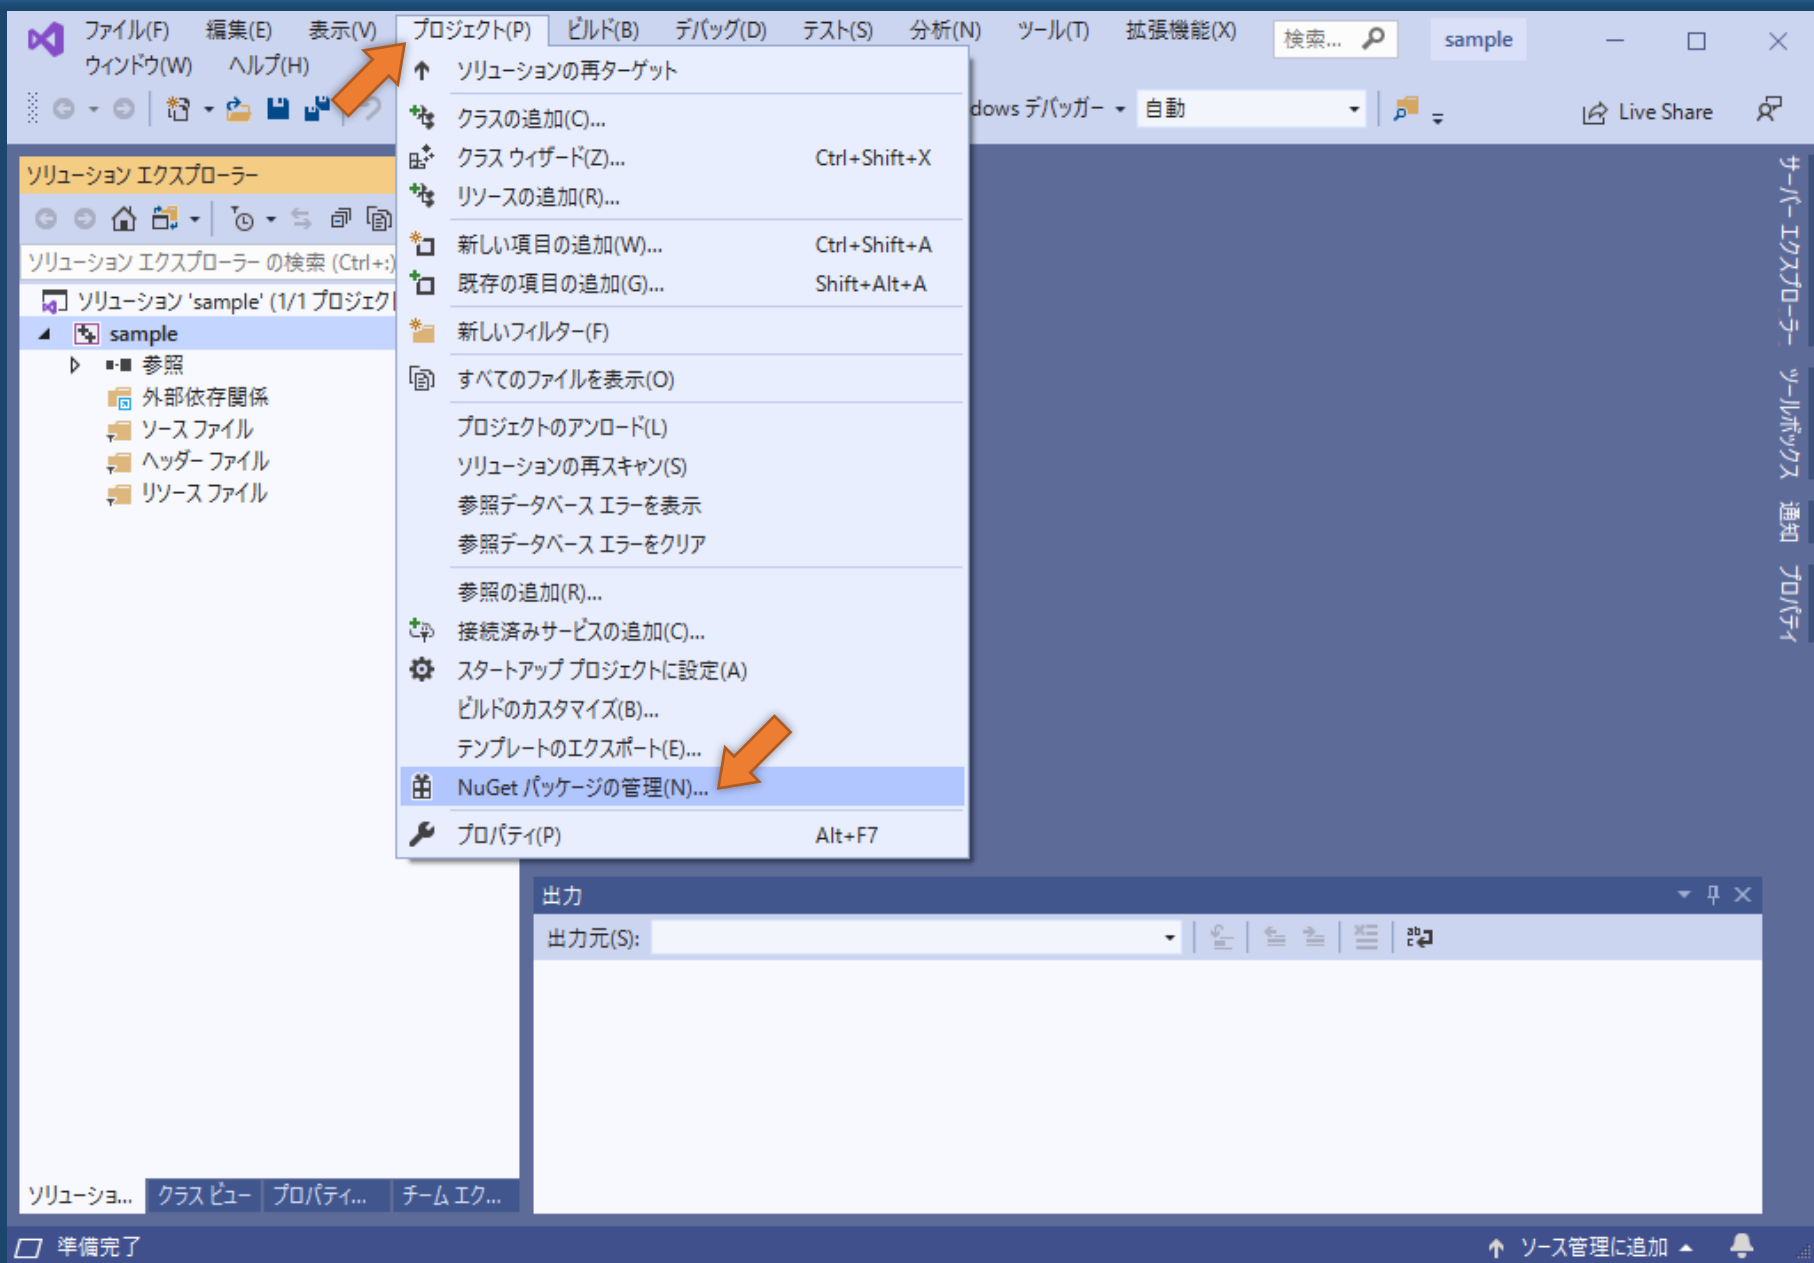 ファイル(F) 編集(E) 表示(V) プロジェクト(P) ビルド(B) デバッグ(D) テスト(S) 分析(N) ツール(T) 拡張機能(X) 検索... sample
ウィンドウ(W) ヘルプ(H)
dows デバッガー 自動 Live Share
ソリューションの再ターゲット
クラスの追加(C)...
クラス ウィザード(Z)... Ctrl+Shift+X
リソースの追加(R)...
新しい項目の追加(W)... Ctrl+Shift+A
既存の項目の追加(G)... Shift+Alt+A
新しいフィルター(F)
すべてのファイルを表示(O)
プロジェクトのアンロード(L)
ソリューションの再スキャン(S)
参照データベース エラーを表示
参照データベース エラーをクリア
参照の追加(R)...
接続済みサービスの追加(C)...
スタートアップ プロジェクトに設定(A)
ビルドのカスタマイズ(B)...
テンプレートのエクスポート(E)...
NuGet パッケージの管理(N)...
プロパティ(P) Alt+F7
ソリューション エクスプローラー
ソリューション エクスプローラー の検索 (Ctrl+:)
ソリューション 'sample' (1/1 プロジェクト
sample
参照
外部依存関係
ソース ファイル
ヘッダー ファイル
リソース ファイル
サーバー エクスプローラー
ツールボックス
通知
プロパティ
出力
出力元(S):
ソリューショ... クラス ビュー プロパティ... チーム エク...
準備完了 ソース管理に追加